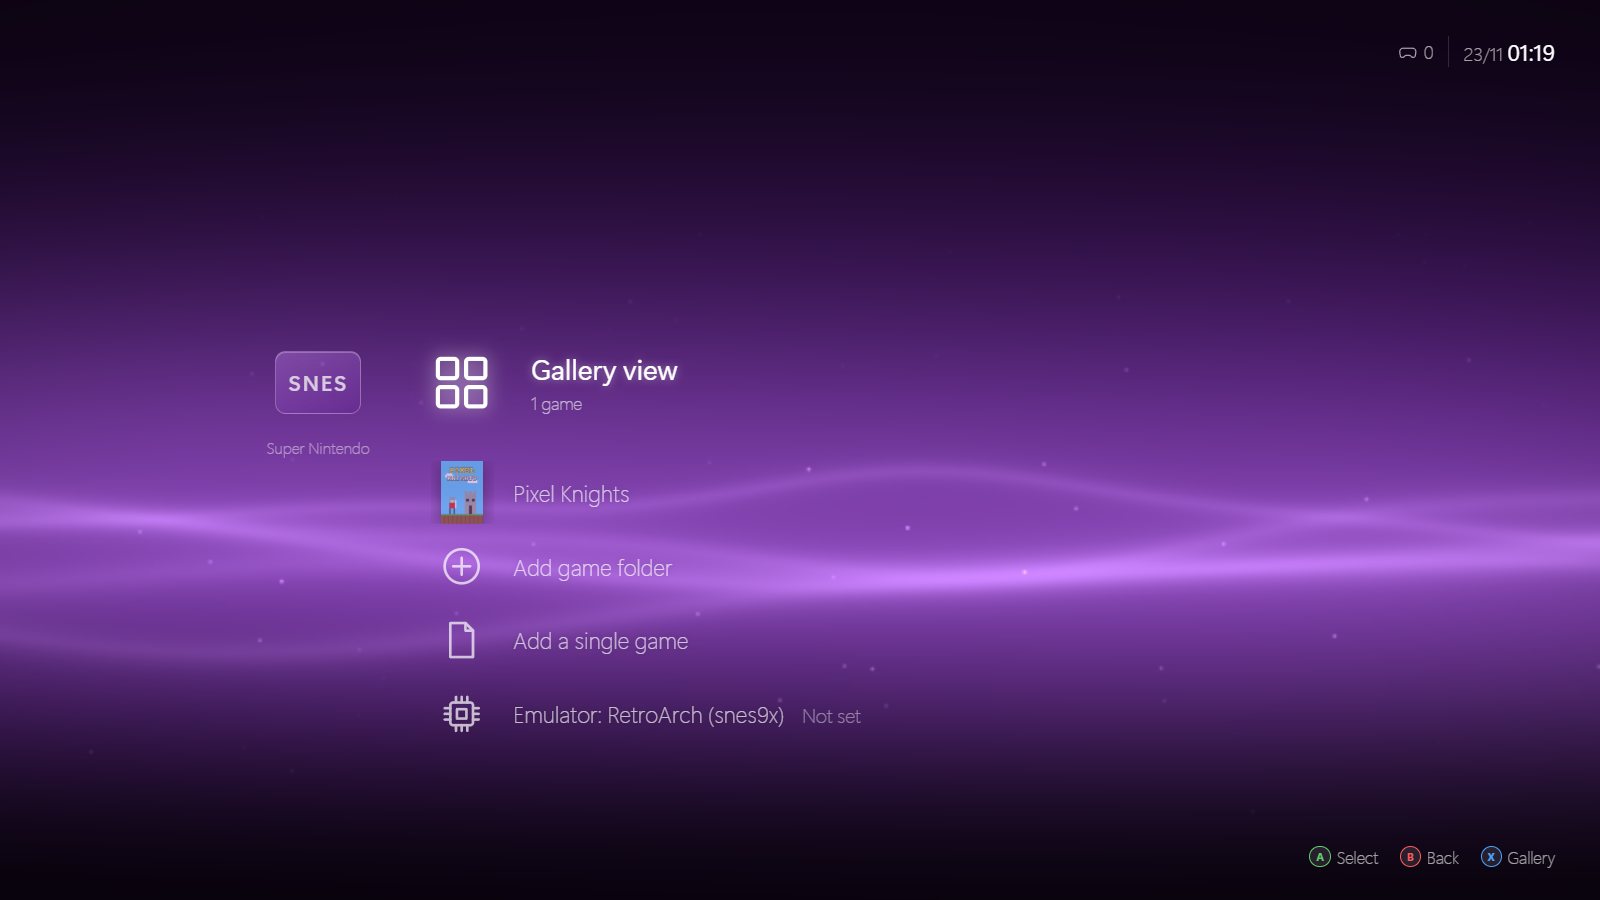 0 23/11 01:19
SNES
Super Nintendo
Gallery view
1 game
Pixel Knights
Add game folder
Add a single game
Emulator: RetroArch (snes9x) Not set
A Select B Back X Gallery